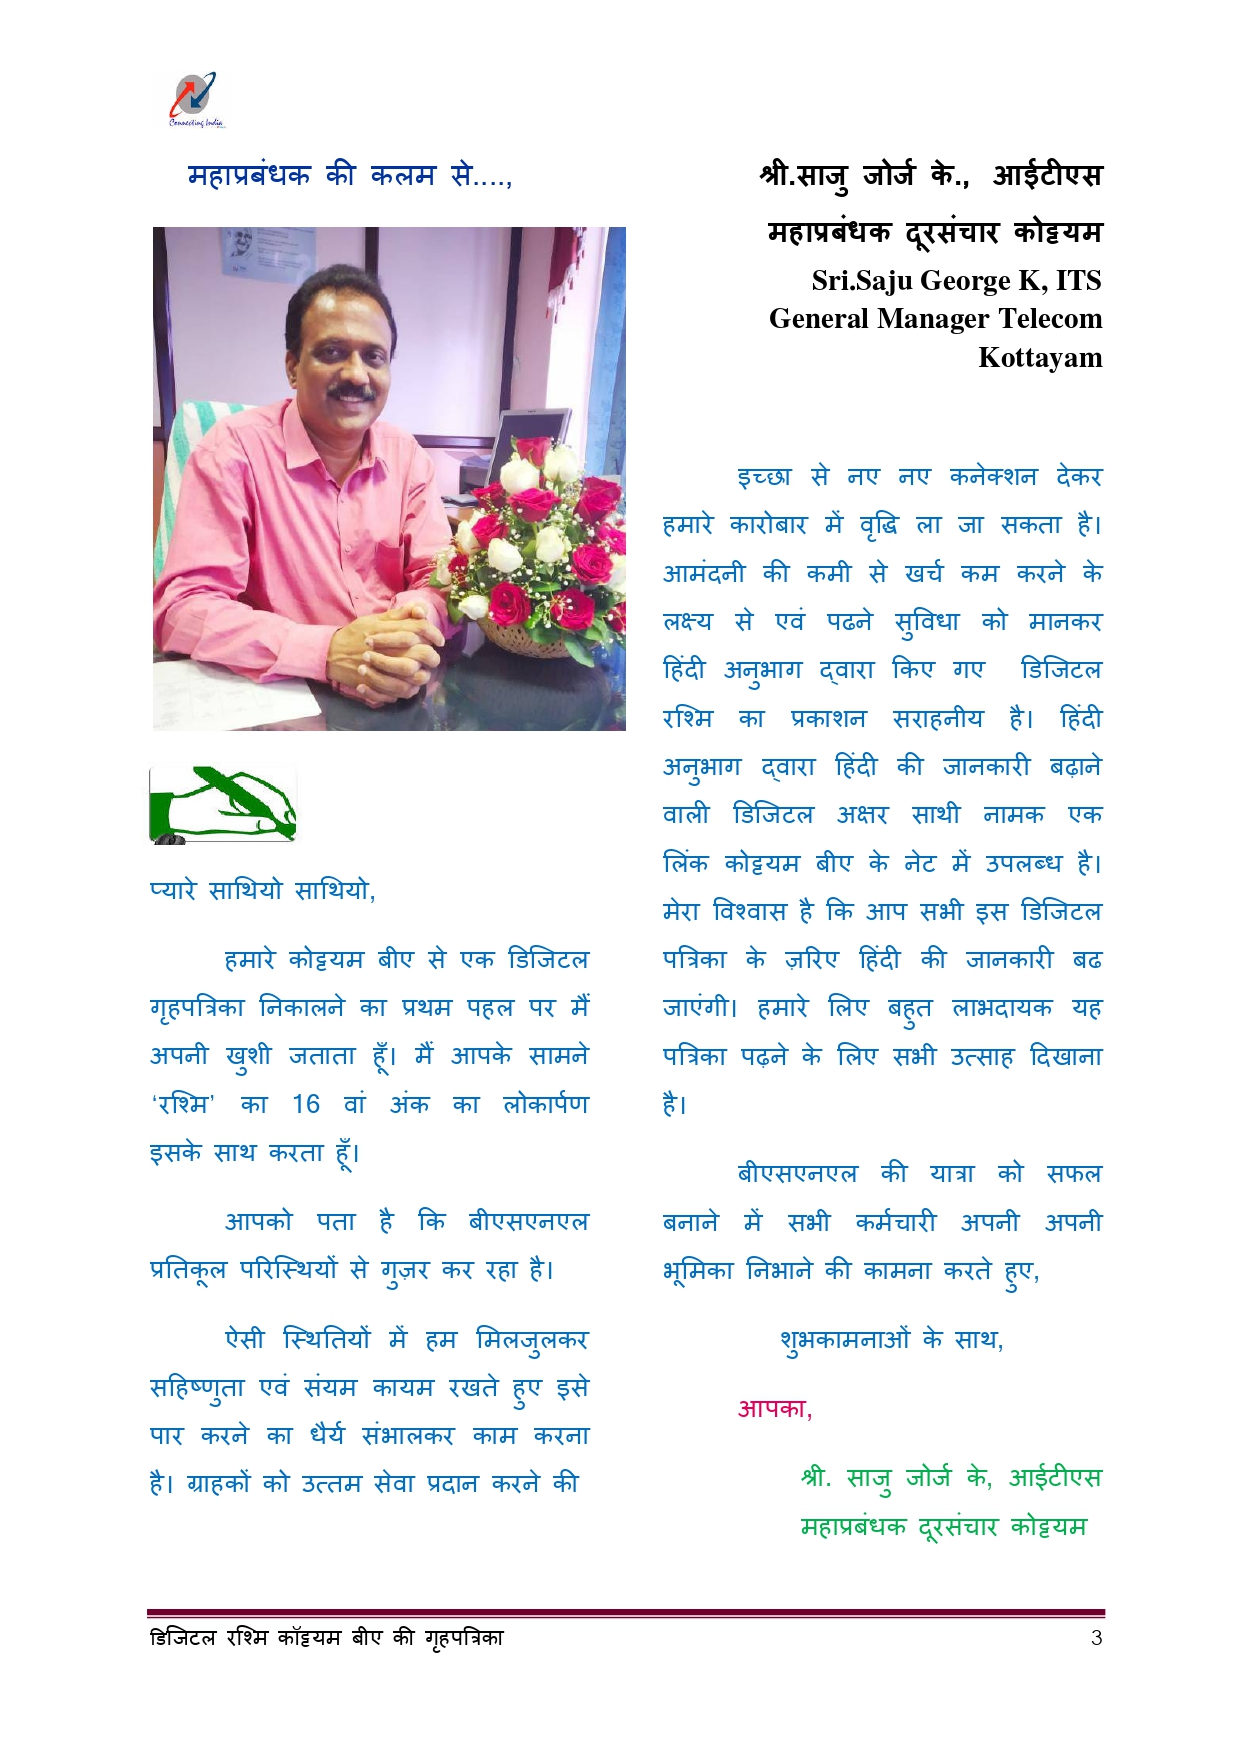 Connecting India
महाप्रबंधक की कलम से....,
प्यारे साथियो साथियो,
हमारे कोट्टयम बीए से एक डिजिटल
गृहपत्रिका निकालने का प्रथम पहल पर मैं
अपनी खुशी जताता हूँ। मैं आपके सामने
‘रश्मि’ का 16 वां अंक का लोकार्पण
इसके साथ करता हूँ।
आपको पता है कि बीएसएनएल
प्रतिकूल परिस्थियों से गुज़र कर रहा है।
ऐसी स्थितियों में हम मिलजुलकर
सहिष्णुता एवं संयम कायम रखते हुए इसे
पार करने का धैर्य संभालकर काम करना
है। ग्राहकों को उत्तम सेवा प्रदान करने की
श्री.साजु जोर्ज के., आईटीएस
महाप्रबंधक दूरसंचार कोट्टयम
Sri.Saju George K, ITS
General Manager Telecom
Kottayam
इच्छा से नए नए कनेक्शन देकर
हमारे कारोबार में वृद्धि ला जा सकता है।
आमंदनी की कमी से खर्च कम करने के
लक्ष्य से एवं पढने सुविधा को मानकर
हिंदी अनुभाग द्वारा किए गए डिजिटल
रश्मि का प्रकाशन सराहनीय है। हिंदी
अनुभाग द्वारा हिंदी की जानकारी बढ़ाने
वाली डिजिटल अक्षर साथी नामक एक
लिंक कोट्टयम बीए के नेट में उपलब्ध है।
मेरा विश्वास है कि आप सभी इस डिजिटल
पत्रिका के ज़रिए हिंदी की जानकारी बढ
जाएंगी। हमारे लिए बहुत लाभदायक यह
पत्रिका पढ़ने के लिए सभी उत्साह दिखाना
है।
बीएसएनएल की यात्रा को सफल
बनाने में सभी कर्मचारी अपनी अपनी
भूमिका निभाने की कामना करते हुए,
शुभकामनाओं के साथ,
आपका,
श्री. साजु जोर्ज के, आईटीएस
महाप्रबंधक दूरसंचार कोट्टयम
डिजिटल रश्मि कॉट्टयम बीए की गृहपत्रिका 3